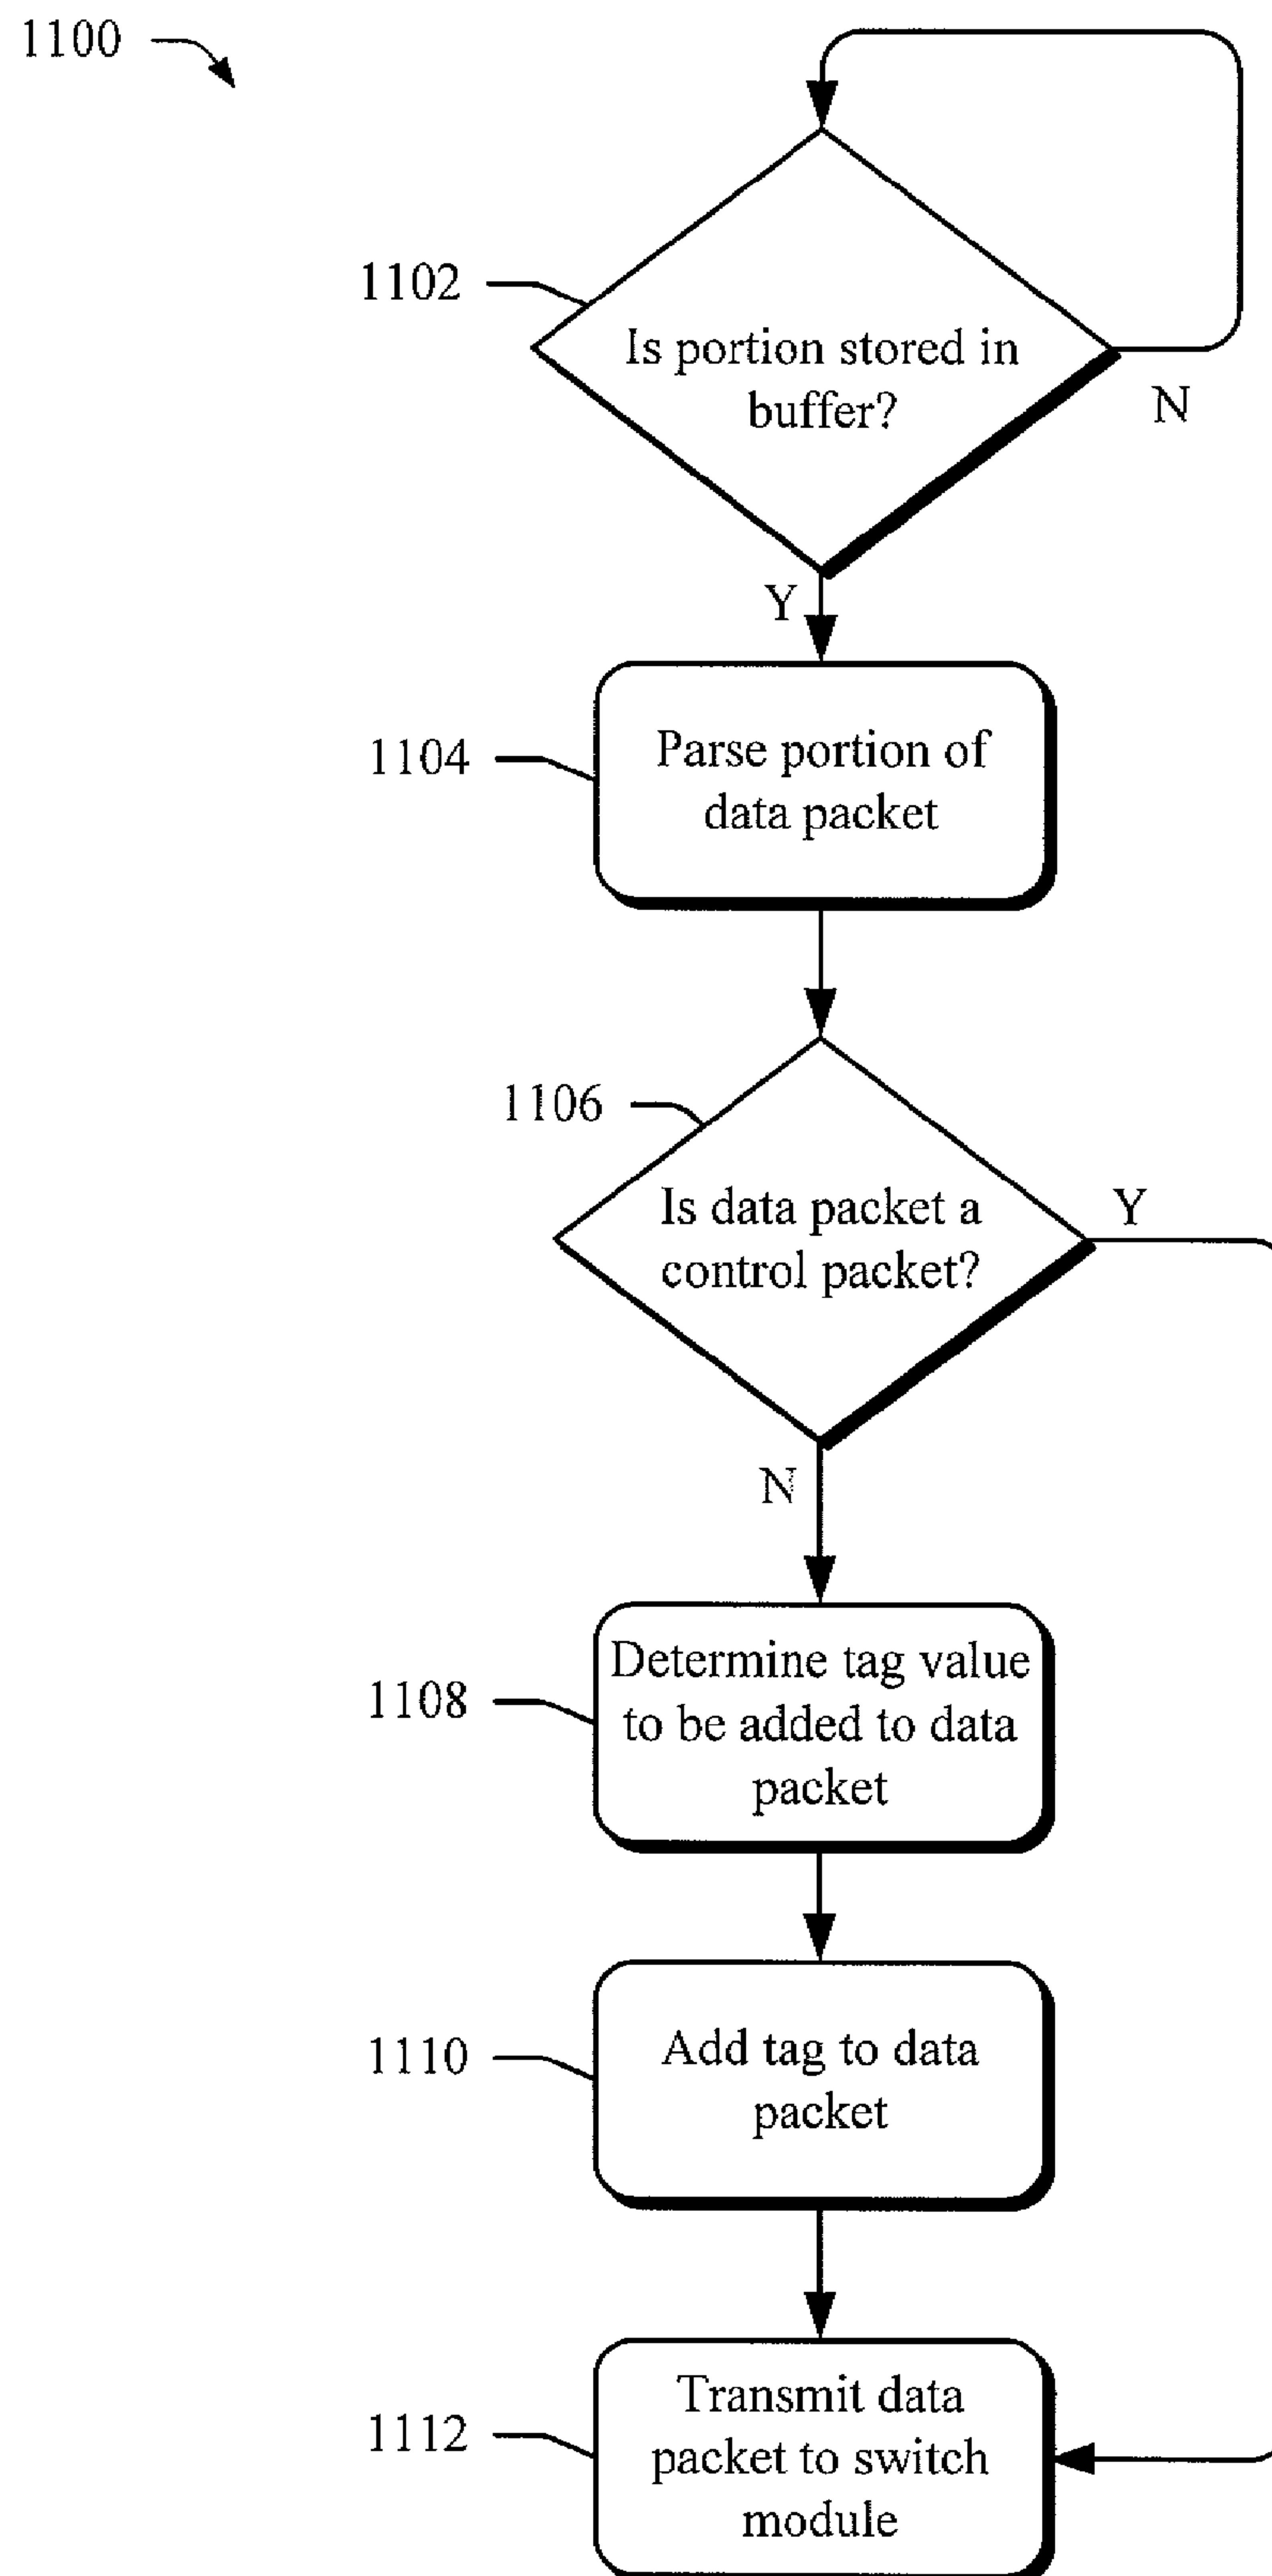 1100
1102
Is portion stored in
buffer?
N
Y
1104
Parse portion of
data packet
1106
Is data packet a
control packet?
Y
N
1108
Determine tag value
to be added to data
packet
1110
Add tag to data
packet
1112
Transmit data
packet to switch
module